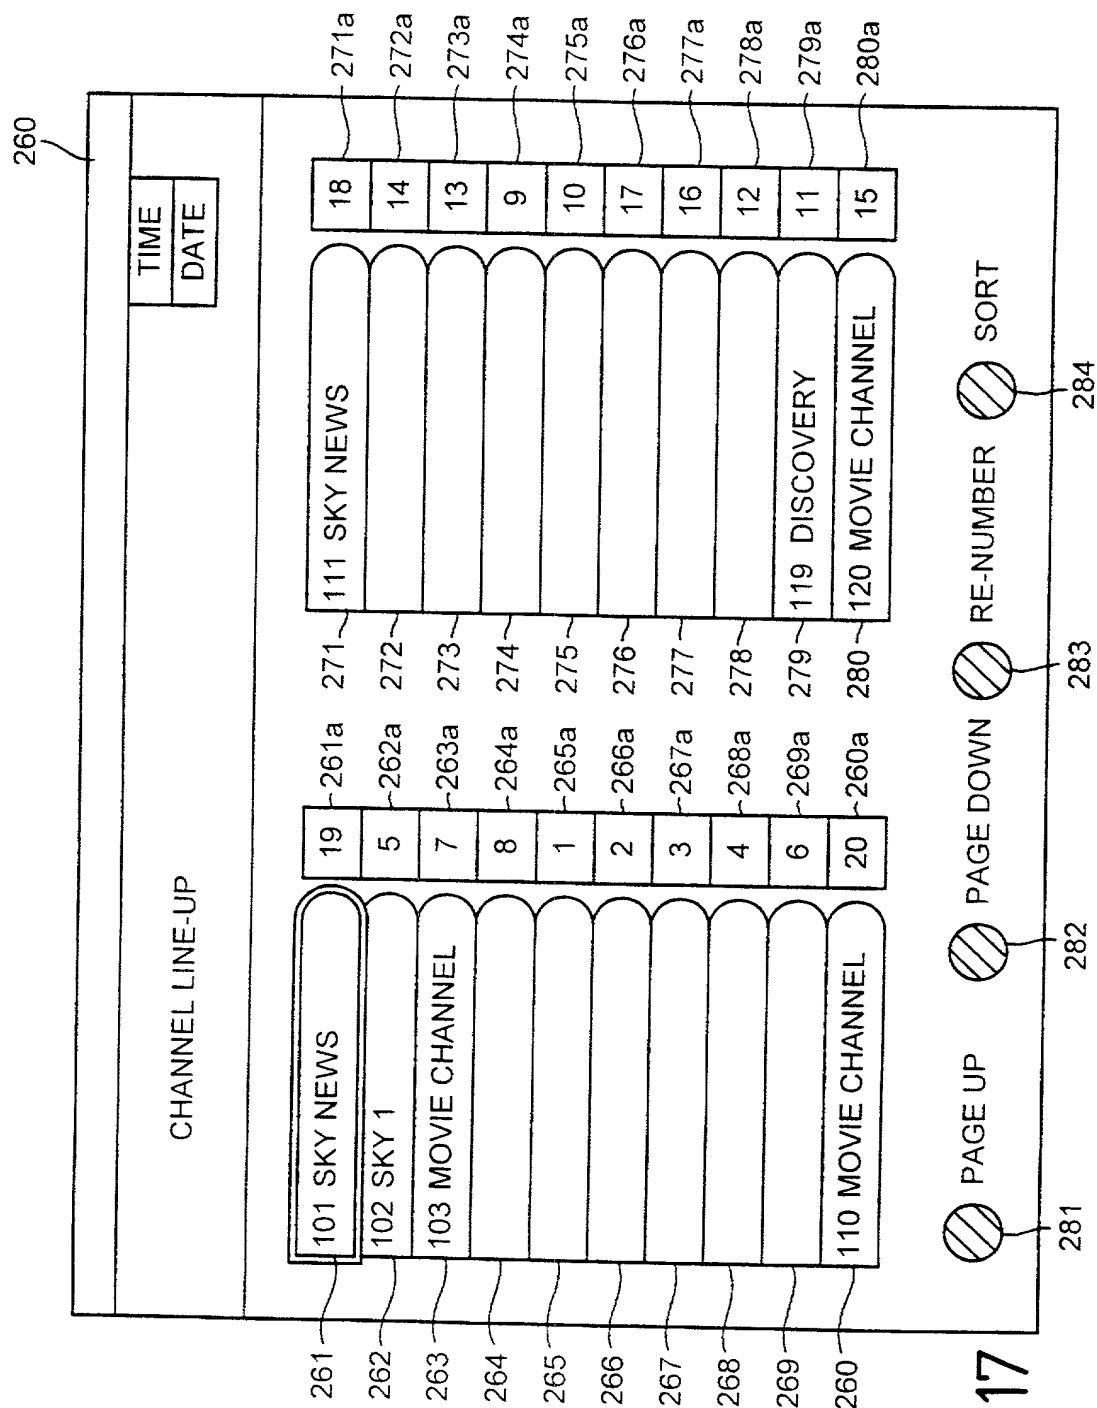 260
TIME
DATE
CHANNEL LINE-UP
261 101 SKY NEWS 19 261a
262 102 SKY 1 5 262a
263 103 MOVIE CHANNEL 7 263a
264 8 264a
265 1 265a
266 2 266a
267 3 267a
268 4 268a
269 6 269a
260 110 MOVIE CHANNEL 20 260a
271 111 SKY NEWS 18 271a
272 14 272a
273 13 273a
274 9 274a
275 10 275a
276 17 276a
277 16 277a
278 12 278a
279 119 DISCOVERY 11 279a
280 120 MOVIE CHANNEL 15 280a
PAGE UP PAGE DOWN RE-NUMBER SORT
281 282 283 284
17